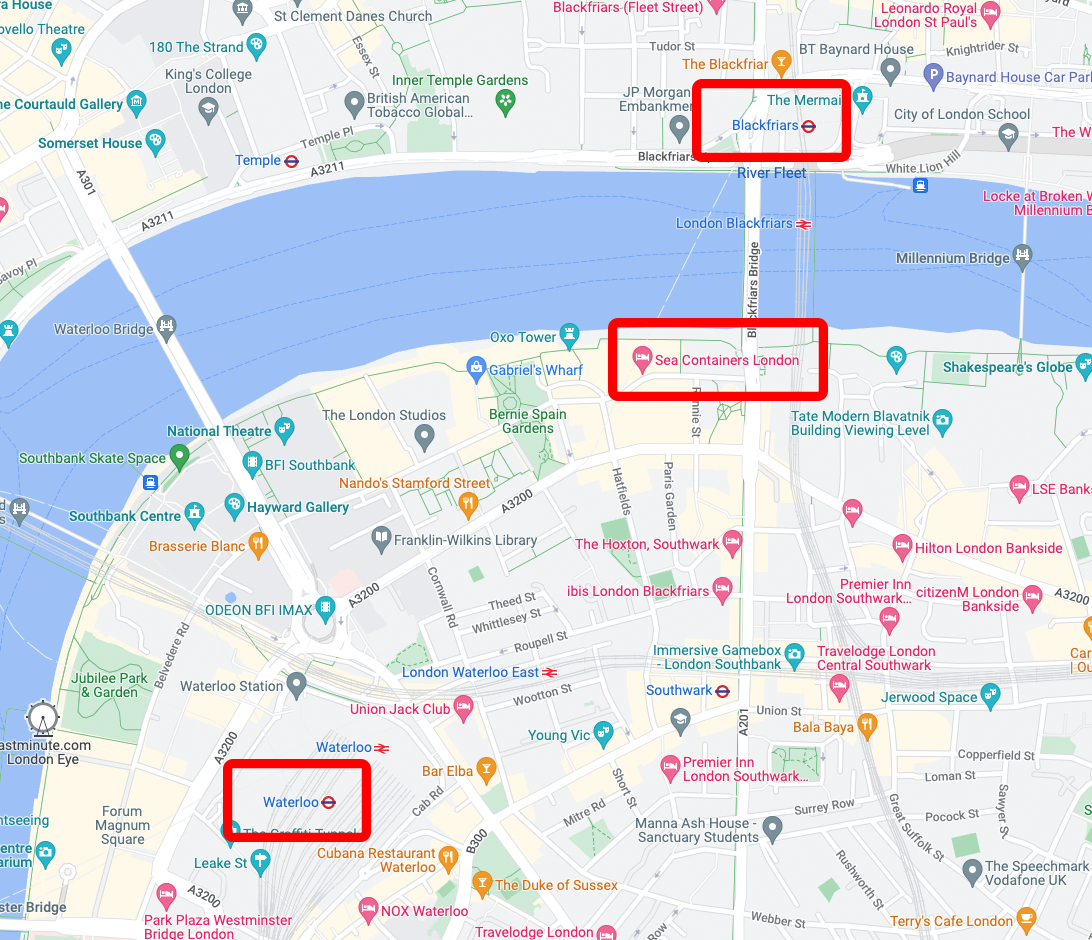 Blackfriars (Fleet Street)
Leonardo Royal
London St Paul's
St Clement Danes Church
Theatre
180 The Strand
Essex St
Tudor St
BT Baynard House
Knightrider St
The Blackfriar
King's College
London
Inner Temple Gardens
Baynard House Car
British American
Tobacco Global...
JP Morgan
The Courtauld Gallery
The
City of London School
Blackfriars
Somerset House
Temple Pl
Temple
A3211
Blackfriars
White Lion Hill
The
River Fleet
A301
A3211
Locke at Broken
Millennium
London Blackfriars
Savoy Pl
Millennium Bridge
Blackfriars Bridge
Waterloo Bridge
Oxo Tower
Sea Containers London
Gabriel's Wharf
Shakespeare's Globe
The London Studios
Bernie Spain
Gardens
Rennie St
Tate Modern Blavatnik
Building Viewing Level
National Theatre
Southbank Skate Space
BFI Southbank
Nando's Stamford Street
Hatfields
Paris Garden
LSE
A3200
Hayward Gallery
Southbank Centre
Brasserie Blanc
Franklin-Wilkins Library
The Hoxton, Southwark
Hilton London Bankside
Cornwall Rd
ibis London Blackfriars
Premier Inn
London Southwark...
citizenM London
Bankside
A3200
A3200
ODEON BFI IMAX
Theed St
Whittlesey St
Roupell St
Belvedere Rd
Immersive Gamebox
- London Southbank
Travelodge London
Central Southwark
London Waterloo East
Jubilee Park
& Garden
Waterloo Station
Wootton St
Southwark
Jerwood Space
Union Jack Club
Union St
A201
Young Vic
Bala Baya
lastminute.com
London Eye
A3200
Waterloo
Bar Elba
Premier Inn
London Southwark...
Copperfield St
Loman St
Short St
Cab Rd
Waterloo
Mitre Rd
Surrey Row
Great Suffolk St
Sawyer St
Pocock St
Forum
Magnum
Square
The Graffiti Tunnel
Manna Ash House -
Sanctuary Students
B300
Leake St
Cubana Restaurant
Waterloo
The Speechmark
Vodafone UK
Rushworth St
A3200
The Duke of Sussex
Bridge
Park Plaza Westminster
Bridge London
NOX Waterloo
Webber St
Terry's Cafe London
Travelodge London
Row